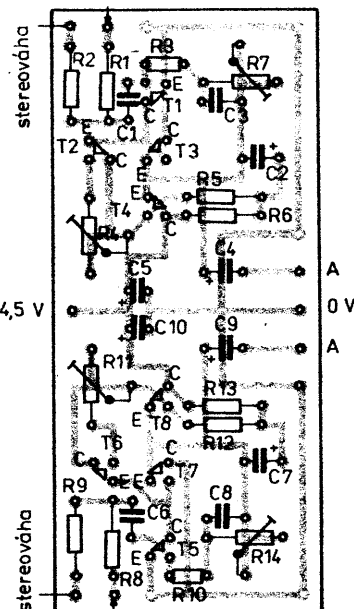 stereováha
R2
R1
R3
R7
E
C1
C
T1
C3
E
T2
C
C
T3
C2
E
R5
T4
R6
R4
C
C5
C4
A
4,5 V
0 V
C10
C9
A
R11
C
R13
E
T8
R12
T6
C
E
E
C
T7
C7
R9
C8
C6
C
T5
E
R14
R8
R10
stereováha